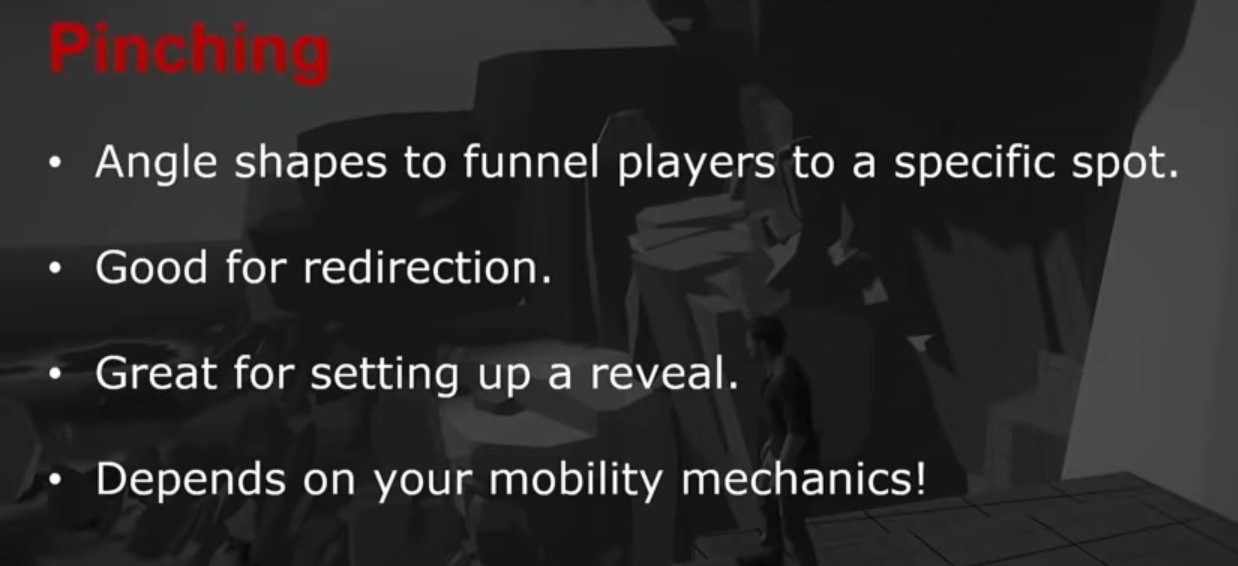 Pinching
• Angle shapes to funnel players to a specific spot.
• Good for redirection.
• Great for setting up a reveal.
• Depends on your mobility mechanics!